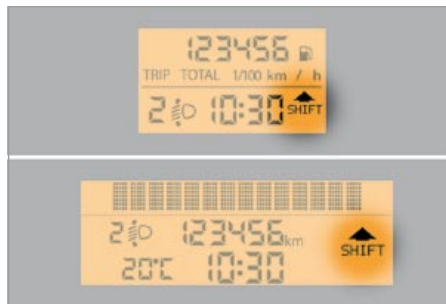 123456
TRIP TOTAL 1/100 km / h
2 10:30 SHIFT
2 123456km
SHIFT
20°C 10:30